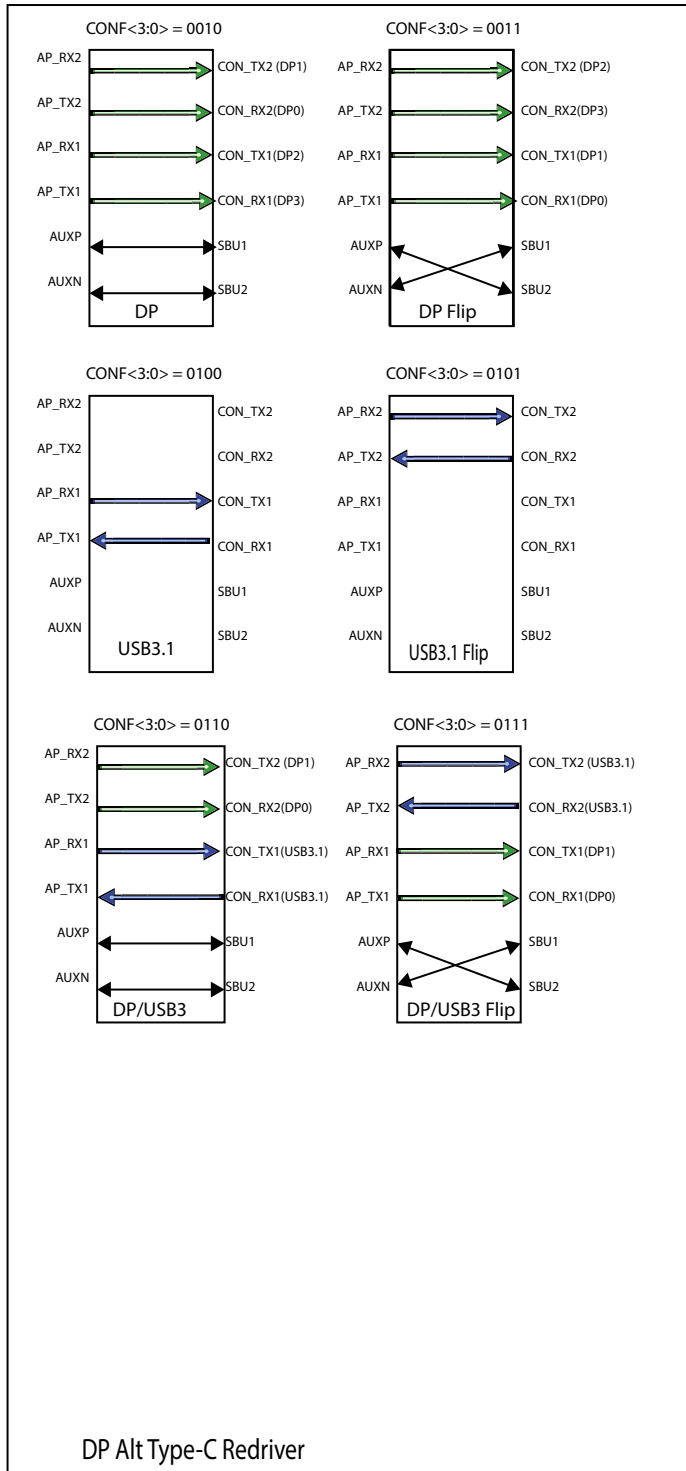 CONF<3:0> = 0010
AP_RX2
CON_TX2 (DP1)
AP_TX2
CON_RX2(DP0)
AP_RX1
CON_TX1(DP2)
AP_TX1
CON_RX1(DP3)
AUXP
SBU1
AUXN
SBU2
DP
CONF<3:0> = 0011
AP_RX2
CON_TX2 (DP2)
AP_TX2
CON_RX2(DP3)
AP_RX1
CON_TX1(DP1)
AP_TX1
CON_RX1(DP0)
AUXP
SBU1
AUXN
SBU2
DP Flip
CONF<3:0> = 0100
AP_RX2
CON_TX2
AP_TX2
CON_RX2
AP_RX1
CON_TX1
AP_TX1
CON_RX1
AUXP
SBU1
AUXN
SBU2
USB3.1
CONF<3:0> = 0101
AP_RX2
CON_TX2
AP_TX2
CON_RX2
AP_RX1
CON_TX1
AP_TX1
CON_RX1
AUXP
SBU1
AUXN
SBU2
USB3.1 Flip
CONF<3:0> = 0110
AP_RX2
CON_TX2 (DP1)
AP_TX2
CON_RX2(DP0)
AP_RX1
CON_TX1(USB3.1)
AP_TX1
CON_RX1(USB3.1)
AUXP
SBU1
AUXN
SBU2
DP/USB3
CONF<3:0> = 0111
AP_RX2
CON_TX2 (USB3.1)
AP_TX2
CON_RX2(USB3.1)
AP_RX1
CON_TX1(DP1)
AP_TX1
CON_RX1(DP0)
AUXP
SBU1
AUXN
SBU2
DP/USB3 Flip
DP Alt Type-C Redriver